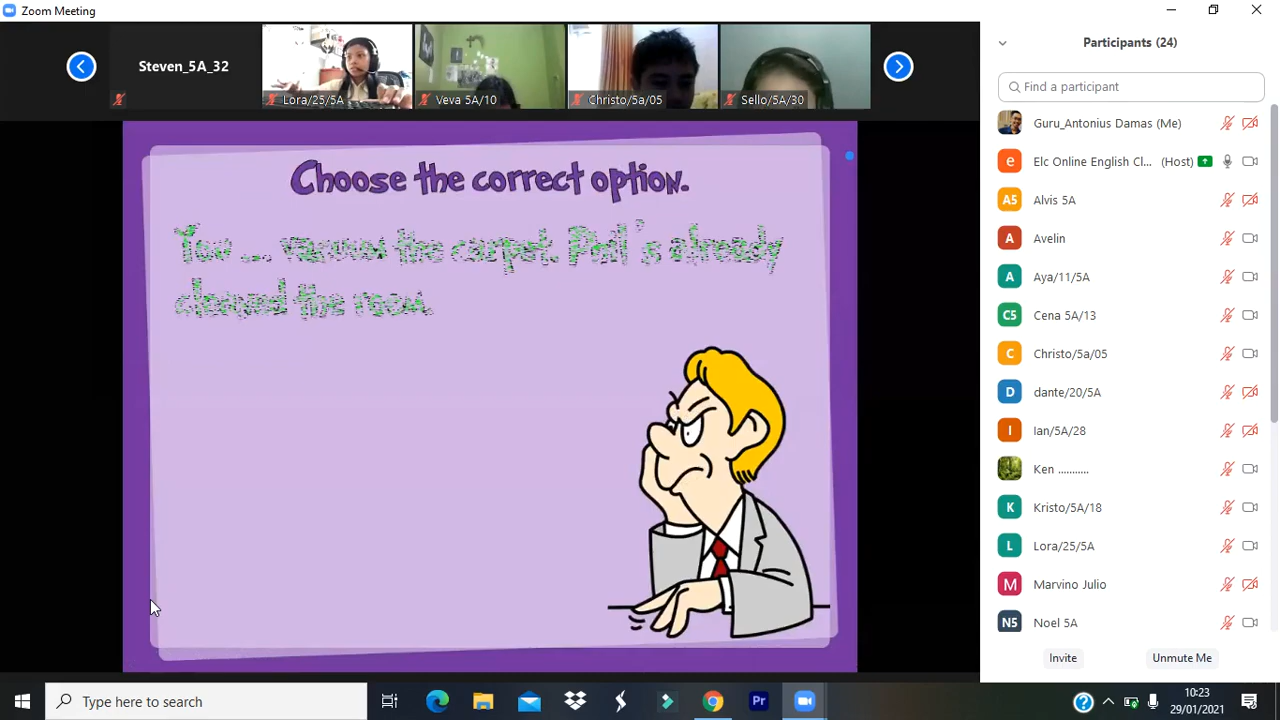 Zoom Meeting
Steven_5A_32
Lora/25/5A
Veva 5A/10
Christo/5a/05
Sello/5A/30
Choose the correct option.
You ... vacuum the carpet. Phil's already
cleaned the room.
Participants (24)
Find a participant
Guru_Antonius Damas (Me)
e Elc Online English Cl... (Host)
A5 Alvis 5A
A Avelin
A Aya/11/5A
C5 Cena 5A/13
C Christo/5a/05
D dante/20/5A
I Ian/5A/28
Ken ...........
K Kristo/5A/18
L Lora/25/5A
M Marvino Julio
N5 Noel 5A
Invite
Unmute Me
Type here to search
Pr
10:23
29/01/2021